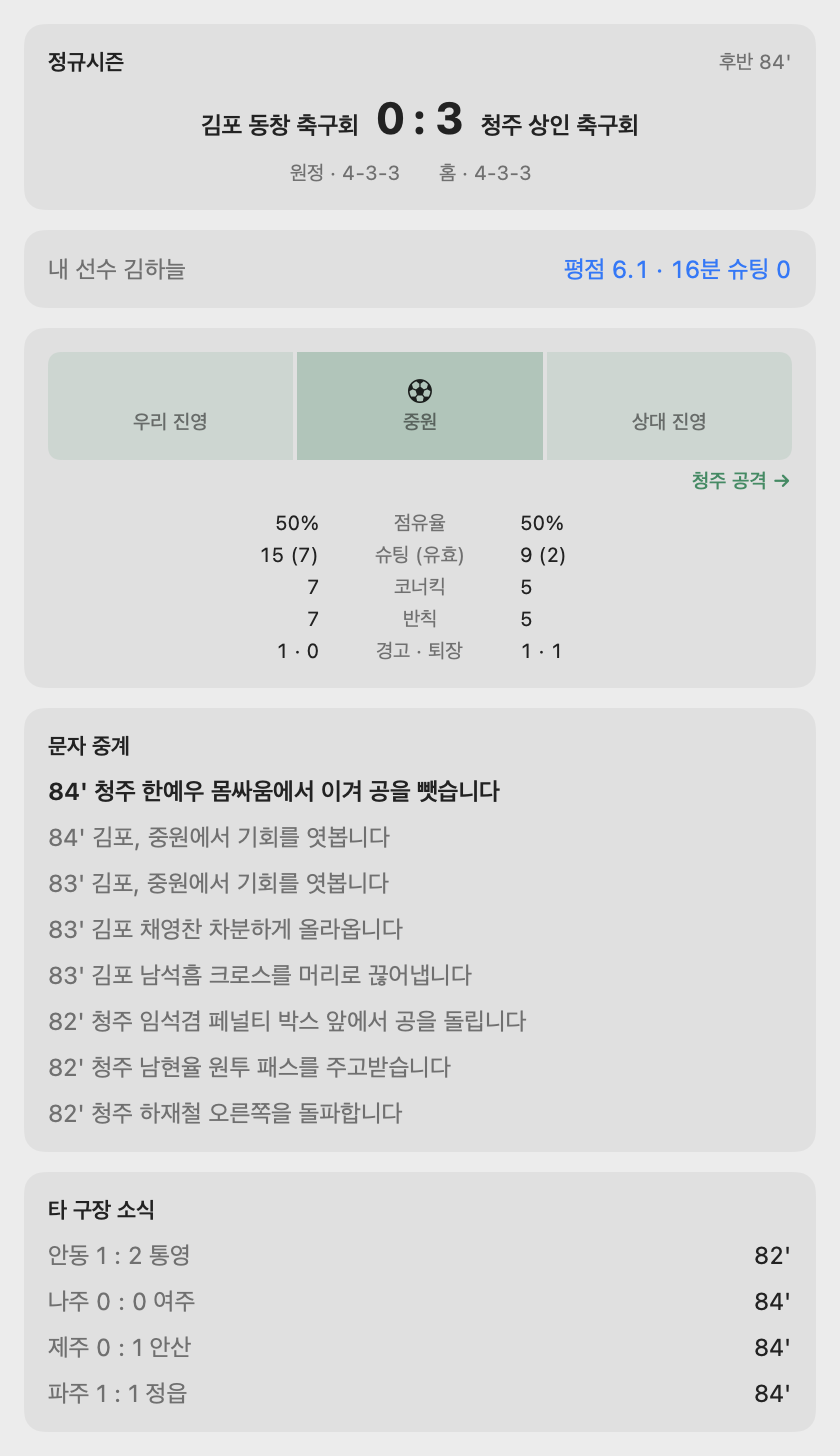 정규시즌 후반 84'
김포 동창 축구회 0 : 3 청주 상인 축구회
원정 · 4-3-3 홈 · 4-3-3
내 선수 김하늘 평점 6.1 · 16분 슈팅 0
우리 진영 중원 상대 진영
청주 공격 →
50% 점유율 50%
15 (7) 슈팅 (유효) 9 (2)
7 코너킥 5
7 반칙 5
1 · 0 경고 · 퇴장 1 · 1
문자 중계
84' 청주 한예우 몸싸움에서 이겨 공을 뺏습니다
84' 김포, 중원에서 기회를 엿봅니다
83' 김포, 중원에서 기회를 엿봅니다
83' 김포 채영찬 차분하게 올라옵니다
83' 김포 남석흠 크로스를 머리로 끊어냅니다
82' 청주 임석겸 페널티 박스 앞에서 공을 돌립니다
82' 청주 남현율 원투 패스를 주고받습니다
82' 청주 하재철 오른쪽을 돌파합니다
타 구장 소식
안동 1 : 2 통영 82'
나주 0 : 0 여주 84'
제주 0 : 1 안산 84'
파주 1 : 1 정읍 84'